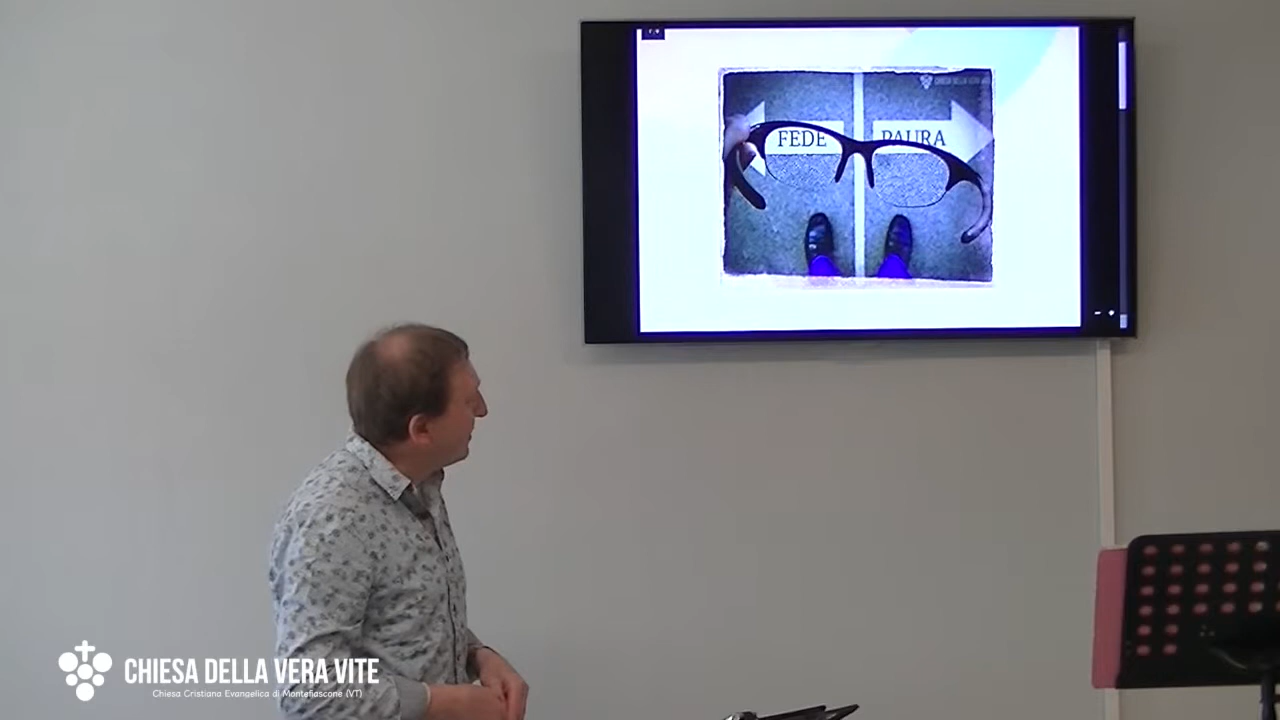 FEDE
PAURA
CHIESA DELLA VERA VITE
Chiesa Cristiana Evangelica di Montefiascone (VT)